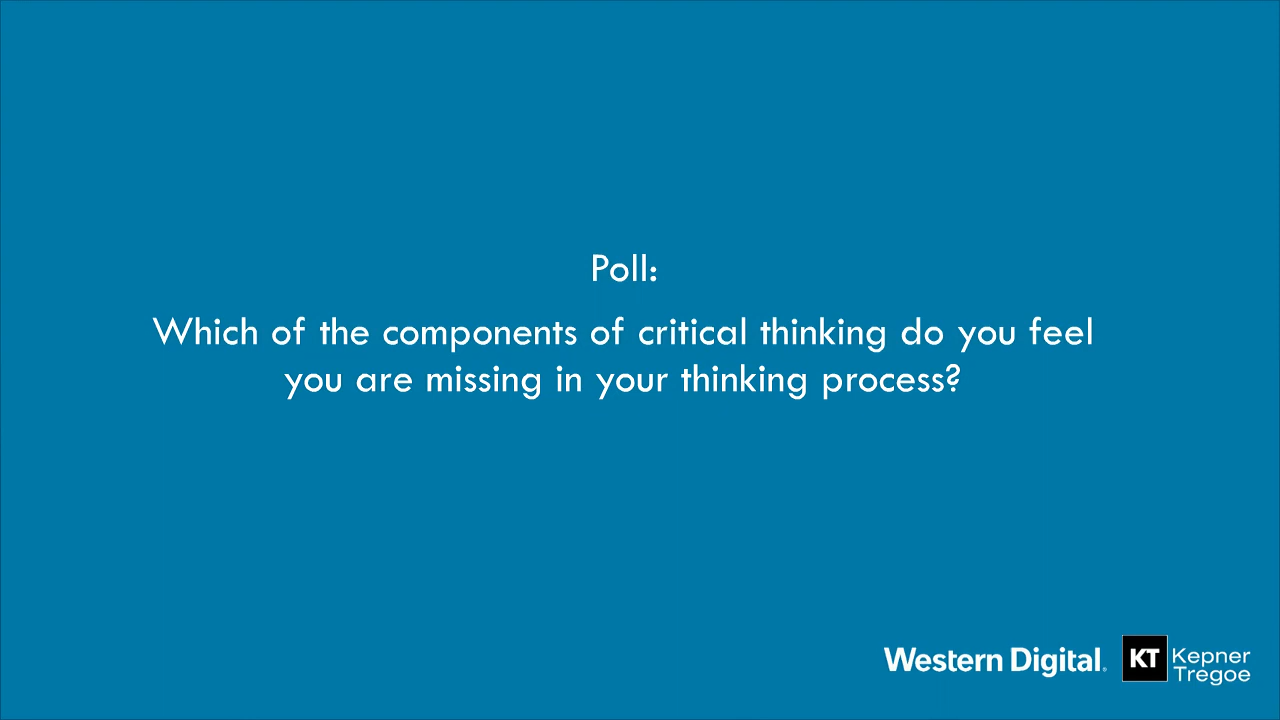 Poll:
Which of the components of critical thinking do you feel
you are missing in your thinking process?
Western Digital.
KT Kepner
Tregoe